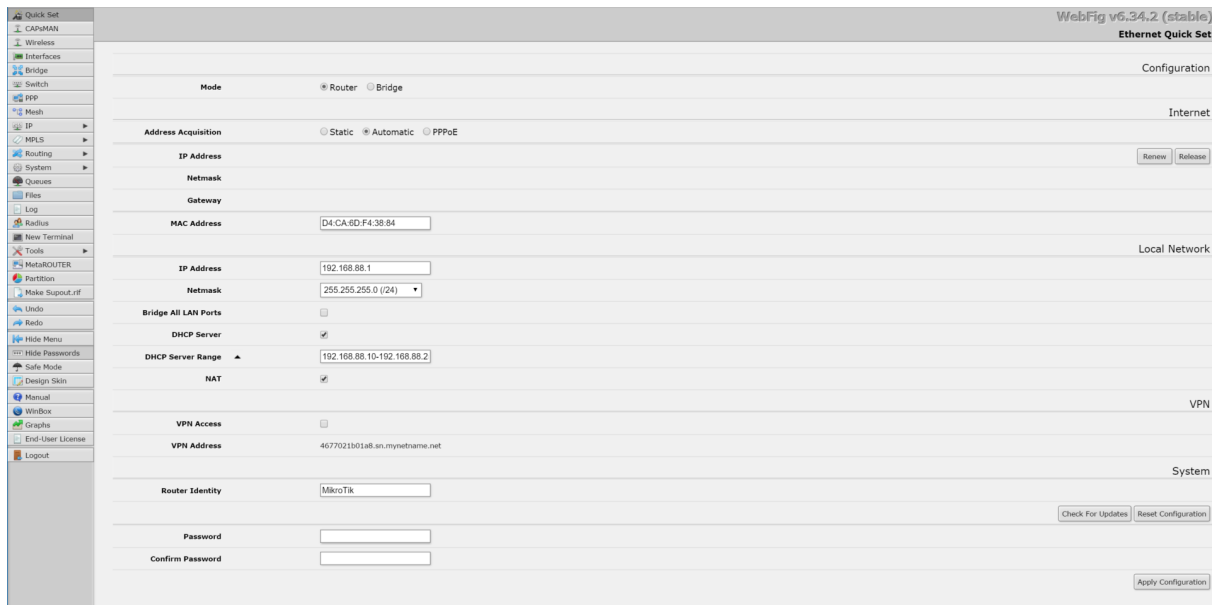 Quick Set
CAPsMAN
Wireless
Interfaces
Bridge
Switch
PPP
Mesh
IP
MPLS
Routing
System
Queues
Files
Log
Radius
New Terminal
Tools
MetaROUTER
Partition
Make Supout.rif
Undo
Redo
Hide Menu
Hide Passwords
Safe Mode
Design Skin
Manual
WinBox
Graphs
End-User License
Logout
WebFig v6.34.2 (stable)
Ethernet Quick Set
Configuration
Mode Router Bridge
Internet
Address Acquisition Static Automatic PPPoE
IP Address Renew Release
Netmask
Gateway
MAC Address D4:CA:6D:F4:38:84
Local Network
IP Address 192.168.88.1
Netmask 255.255.255.0 (/24)
Bridge All LAN Ports
DHCP Server
DHCP Server Range 192.168.88.10-192.168.88.2
NAT
VPN
VPN Access
VPN Address 4677021b01a8.sn.mynetname.net
System
Router Identity MikroTik
Check For Updates Reset Configuration
Password
Confirm Password
Apply Configuration